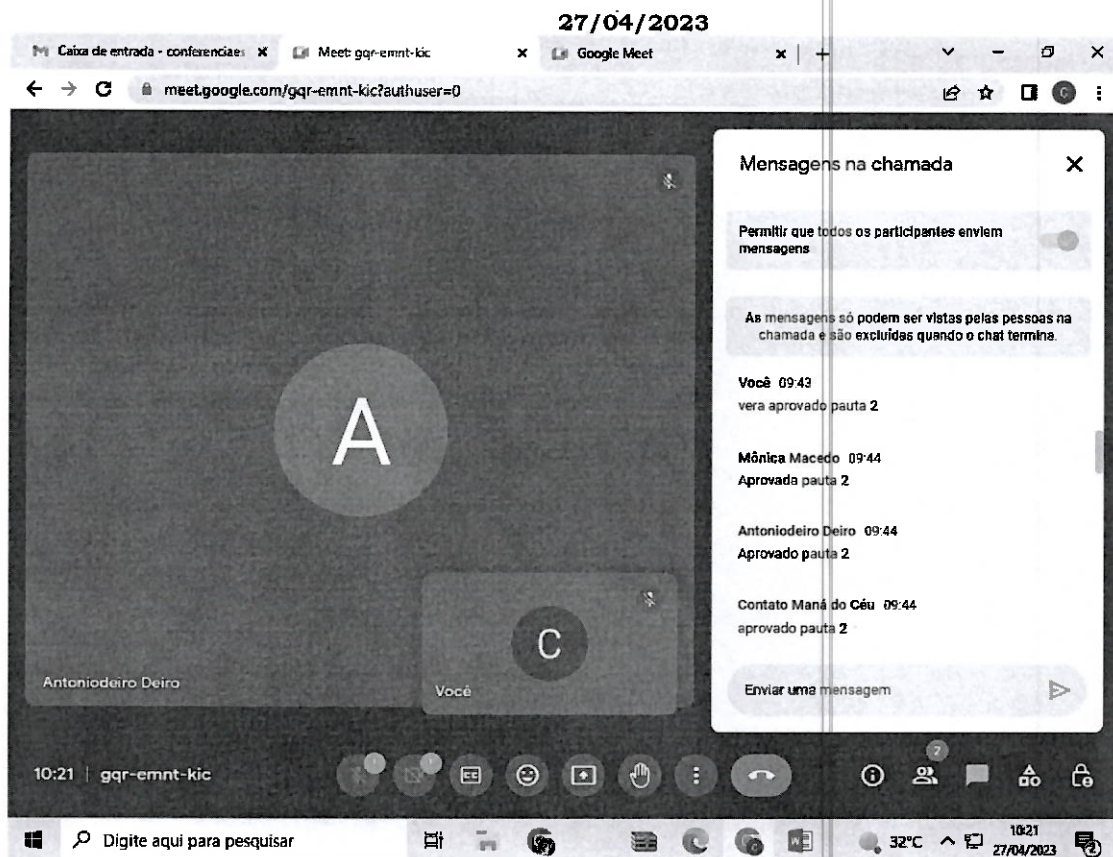 27/04/2023
Caixa de entrada - conferenciaes
Meet: gqr-emnt-kic
Google Meet
meet.google.com/gqr-emnt-kic?authuser=0
C
Mensagens na chamada
Permitir que todos os participantes enviem
mensagens
As mensagens só podem ser vistas pelas pessoas na
chamada e são excluídas quando o chat termina.
Você 09:43
vera aprovado pauta 2
Mônica Macedo 09:44
Aprovada pauta 2
Antoniodeiro Deiro 09:44
Aprovado pauta 2
Contato Maná do Céu 09:44
aprovado pauta 2
Enviar uma mensagem
A
C
Antoniodeiro Deiro
Você
10:21 | gqr-emnt-kic
CC
2
Digite aqui para pesquisar
32°C
10:21
27/04/2023
2